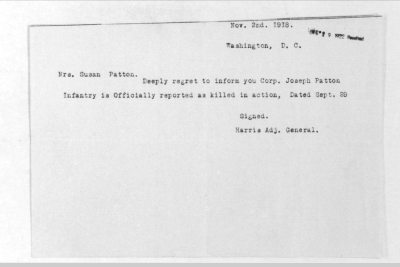 Nov. 2nd. 1918.
Washington, D. C.
Mrs. Susan Patton.
Deeply regret to inform you Corp. Joseph Patton
Infantry is Officially reported as killed in action, Dated Sept. 29
Signed.
Harris Adj. General.